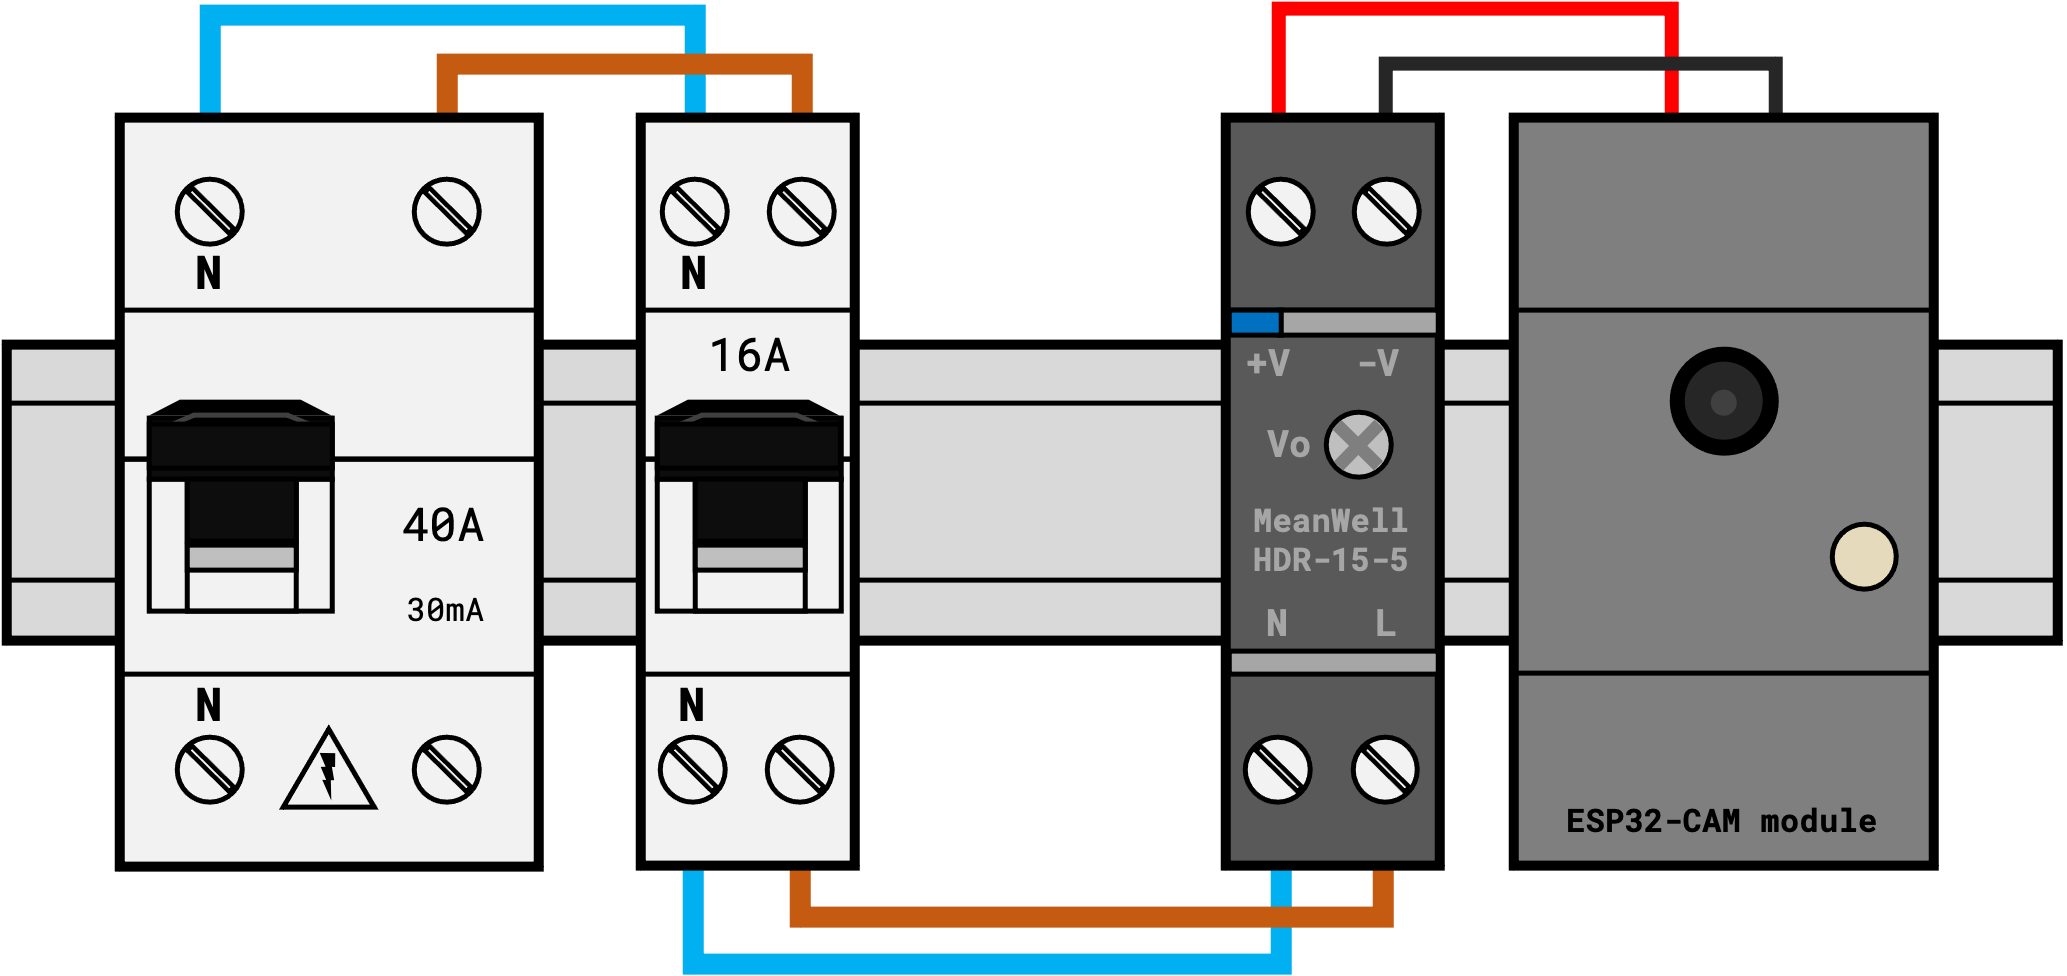 N
N
16A
40A
30mA
N
N
+V -V
Vo
MeanWell
HDR-15-5
N L
ESP32-CAM module